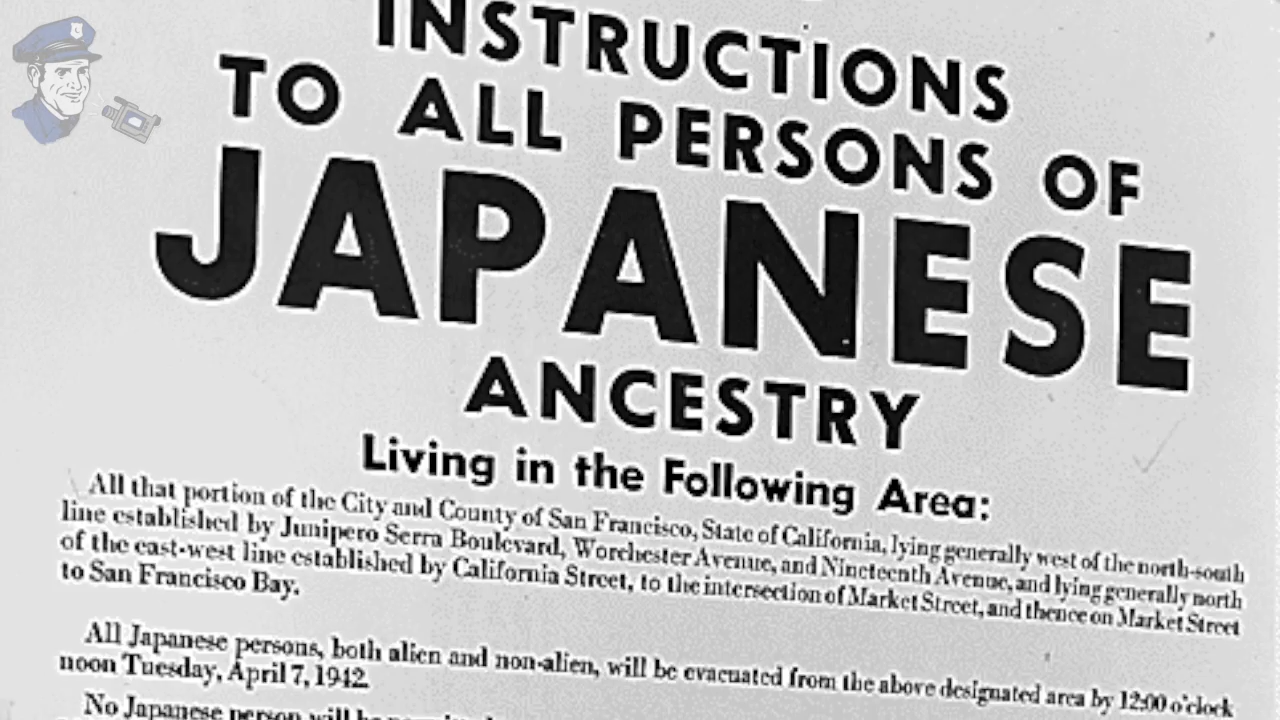 INSTRUCTIONS
TO ALL PERSONS OF
JAPANESE
ANCESTRY
Living in the Following Area:
All that portion of the City and County of San Francisco, State of California, lying generally west of the north-south
line established by Junipero Serra Boulevard, Worchester Avenue, and Nineteenth Avenue, and lying generally north
of the east-west line established by California Street, to the intersection of Market Street, and thence on Market Street
to San Francisco Bay.
All Japanese persons, both alien and non-alien, will be evacuated from the above designated area by 12:00 o'clock
noon Tuesday, April 7, 1942.
No Japanese person will be